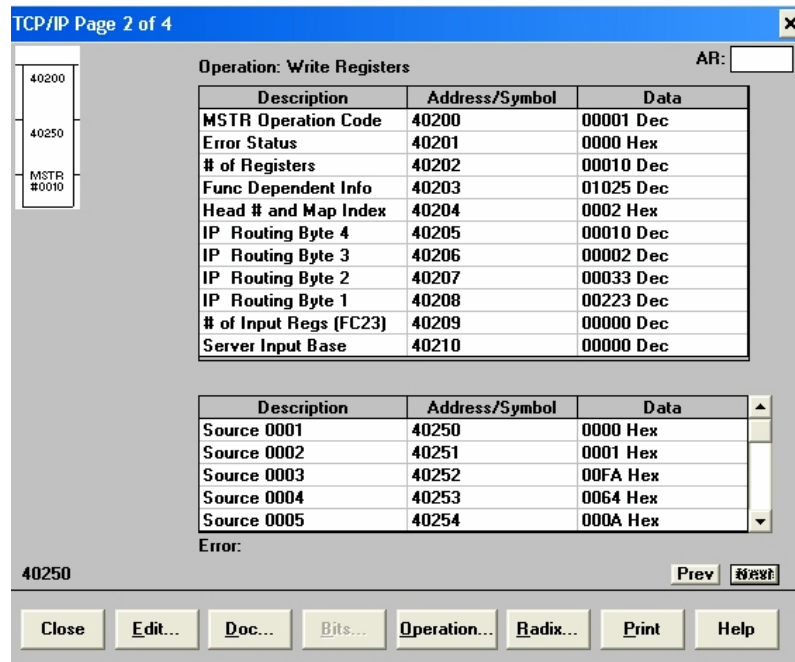 TCP/IP Page 2 of 4
40200
40250
MSTR
#0010
Operation: Write Registers
AR:
Description Address/Symbol Data
MSTR Operation Code 40200 00001 Dec
Error Status 40201 0000 Hex
# of Registers 40202 00010 Dec
Func Dependent Info 40203 01025 Dec
Head # and Map Index 40204 0002 Hex
IP Routing Byte 4 40205 00010 Dec
IP Routing Byte 3 40206 00002 Dec
IP Routing Byte 2 40207 00033 Dec
IP Routing Byte 1 40208 00223 Dec
# of Input Regs (FC23) 40209 00000 Dec
Server Input Base 40210 00000 Dec
Description Address/Symbol Data
Source 0001 40250 0000 Hex
Source 0002 40251 0001 Hex
Source 0003 40252 00FA Hex
Source 0004 40253 0064 Hex
Source 0005 40254 000A Hex
Error:
40250
Prev Next
Close Edit... Doc... Bits... Operation... Radix... Print Help